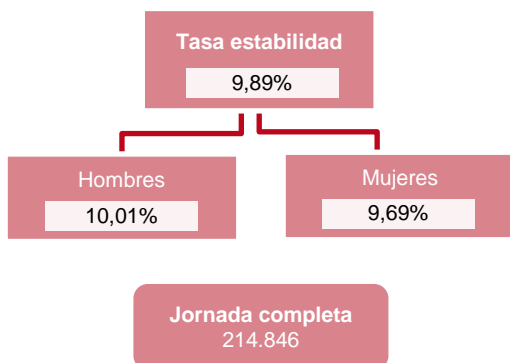 Tasa estabilidad
9,89%
Hombres
10,01%
Mujeres
9,69%
Jornada completa
214.846